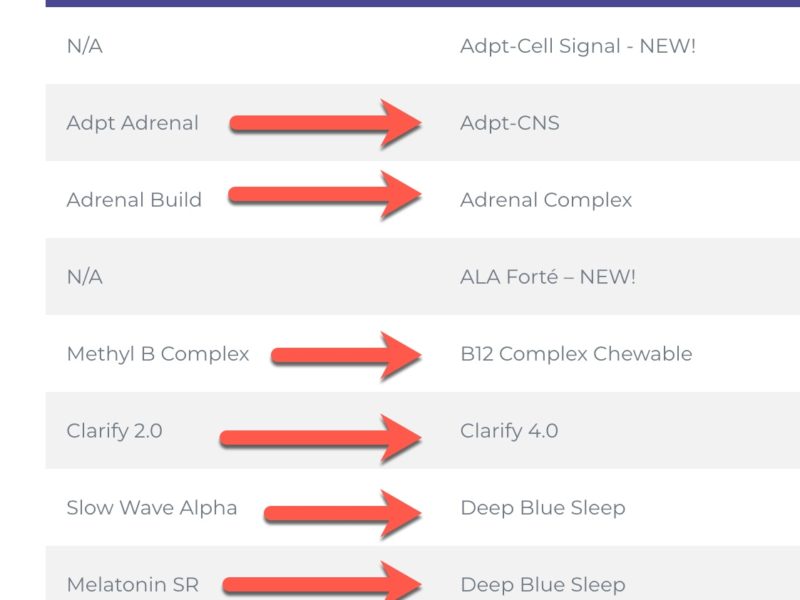 N/A Adpt-Cell Signal - NEW!
Adpt Adrenal Adpt-CNS
Adrenal Build Adrenal Complex
N/A ALA Forté – NEW!
Methyl B Complex B12 Complex Chewable
Clarify 2.0 Clarify 4.0
Slow Wave Alpha Deep Blue Sleep
Melatonin SR Deep Blue Sleep